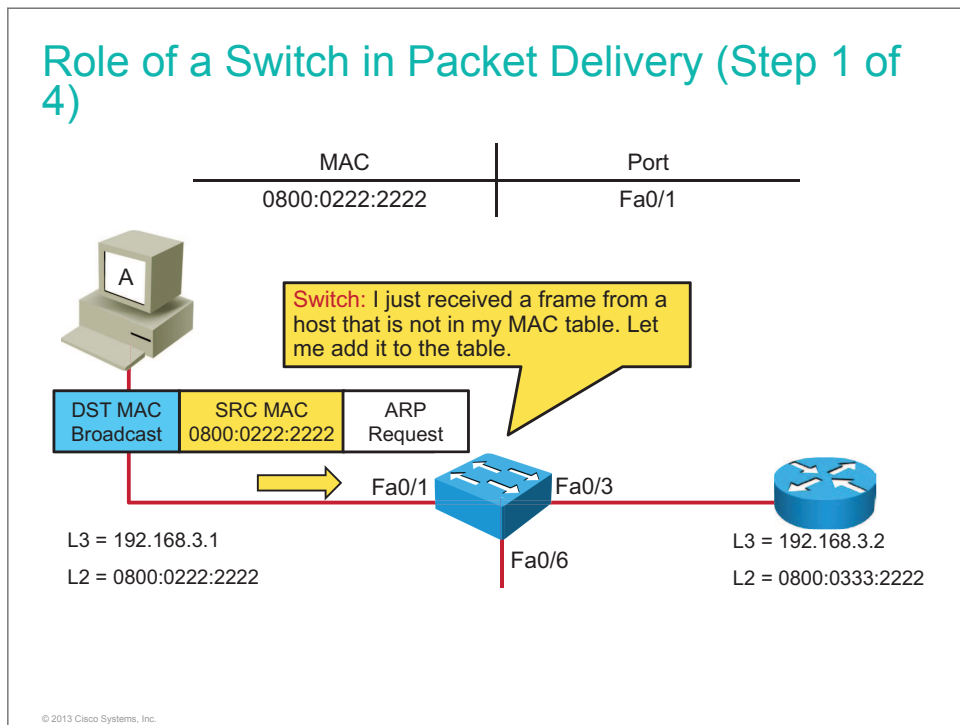 Role of a Switch in Packet Delivery (Step 1 of
4)
MAC Port
0800:0222:2222 Fa0/1
A
Switch: I just received a frame from a
host that is not in my MAC table. Let
me add it to the table.
DST MAC SRC MAC ARP
Broadcast 0800:0222:2222 Request
Fa0/1 Fa0/3
Fa0/6
L3 = 192.168.3.1
L2 = 0800:0222:2222
L3 = 192.168.3.2
L2 = 0800:0333:2222
© 2013 Cisco Systems, Inc.